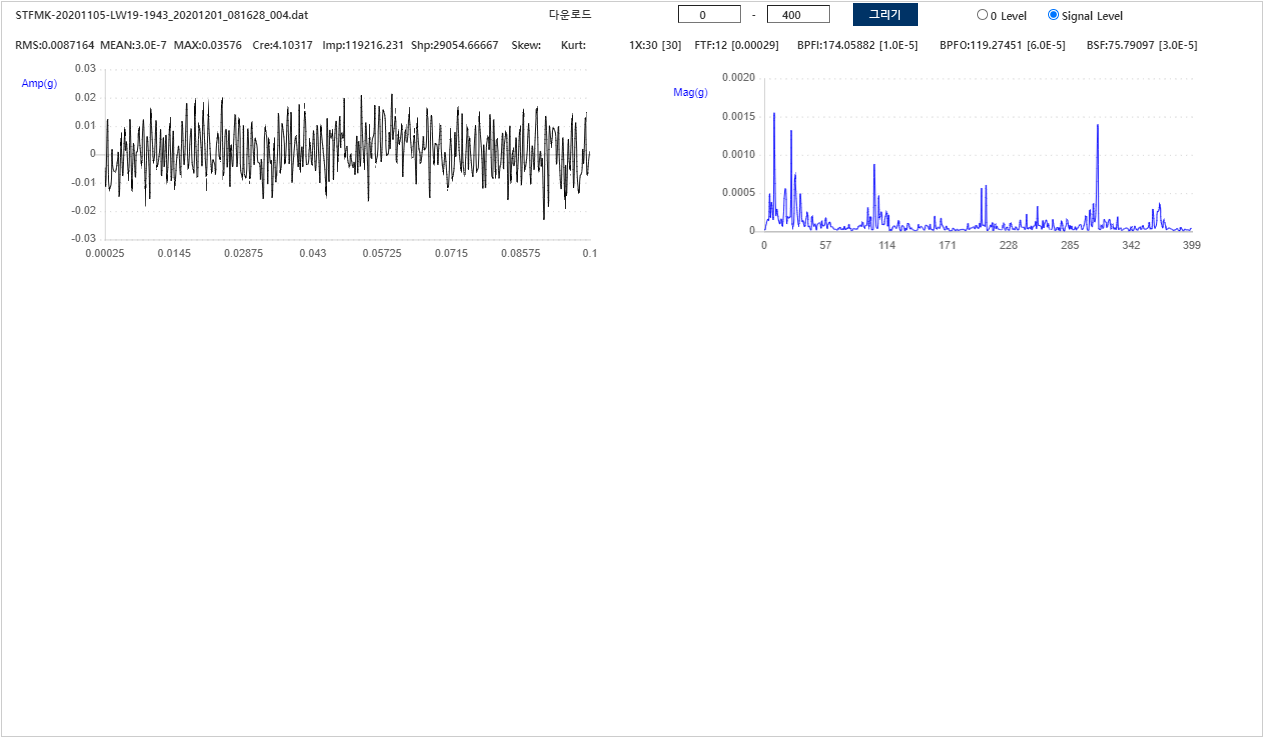 STFMK-20201105-LW19-1943_20201201_081628_004.dat 다운로드 0 - 400 그리기 0 Level Signal Level
RMS:0.0087164 MEAN:3.0E-7 MAX:0.03576 Cre:4.10317 Imp:119216.231 Shp:29054.66667 Skew: Kurt: 1X:30 [30] FTF:12 [0.00029] BPFI:174.05882 [1.0E-5] BPFO:119.27451 [6.0E-5] BSF:75.79097 [3.0E-5]
Amp(g)
0.03
0.02
0.01
0
-0.01
-0.02
-0.03
0.00025 0.0145 0.02875 0.043 0.05725 0.0715 0.08575 0.1
Mag(g)
0.0020
0.0015
0.0010
0.0005
0
0 57 114 171 228 285 342 399